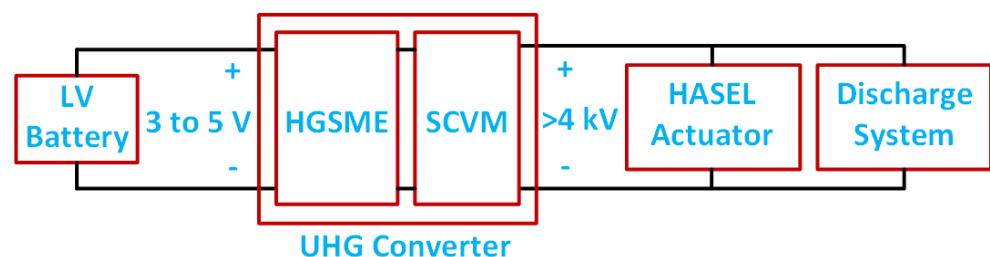 LV
Battery
+
3 to 5 V
-
HGSME
SCVM
+
>4 kV
-
HASEL
Actuator
Discharge
System
UHG Converter